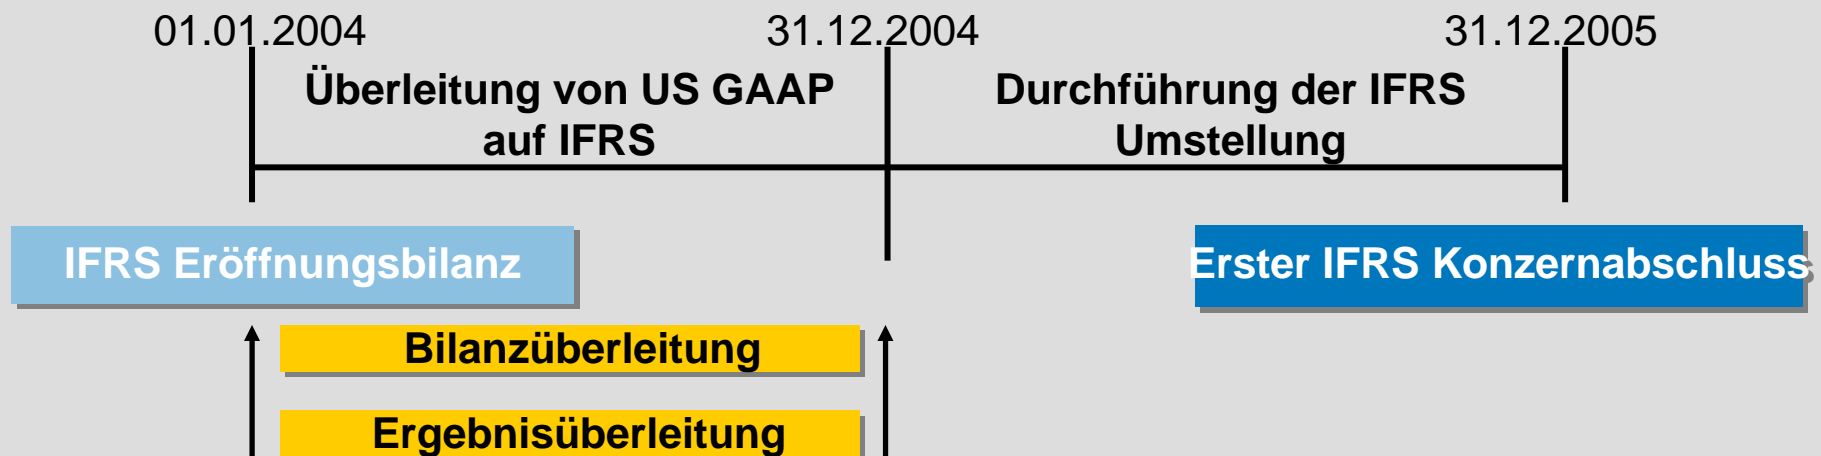 01.01.2004 31.12.2004 31.12.2005
Überleitung von US GAAP
auf IFRS
Durchführung der IFRS
Umstellung
IFRS Eröffnungsbilanz
Erster IFRS Konzernabschluss
Bilanzüberleitung
Ergebnisüberleitung